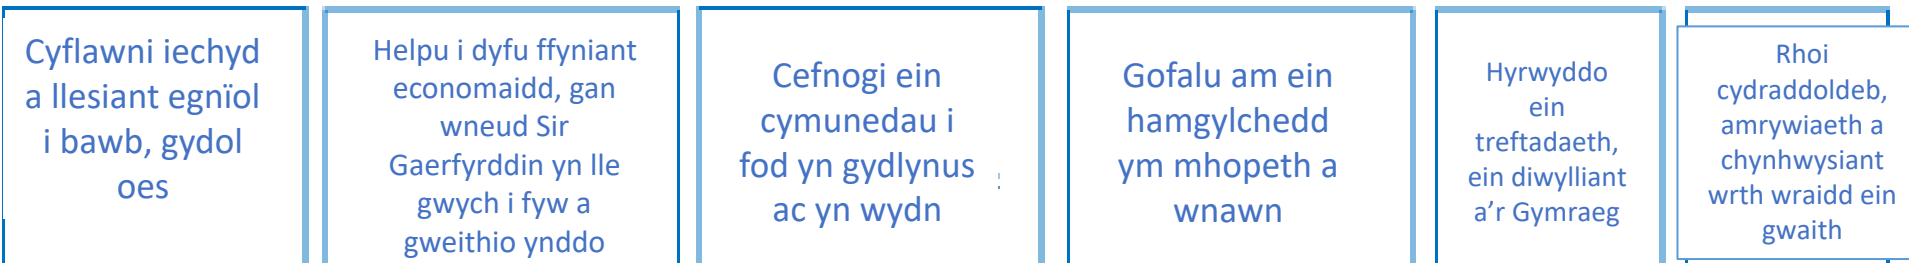 Cyflawni iechyd
a llesiant egnïol
i bawb, gydol
oes
Helpu i dyfu ffyniant
economaidd, gan
wneud Sir
Gaerfyrddin yn lle
gwych i fyw a
gweithio ynddo
Cefnogi ein
cymunedau i
fod yn gydlynus
ac yn wydn
Gofalu am ein
hamgylchedd
ym mhopeth a
wnawn
Hyrwyddo
ein
treftadaeth,
ein diwylliant
a'r Gymraeg
Rhoi
cydraddoldeb,
amrywiaeth a
chynhwysiant
wrth wraidd ein
gwaith